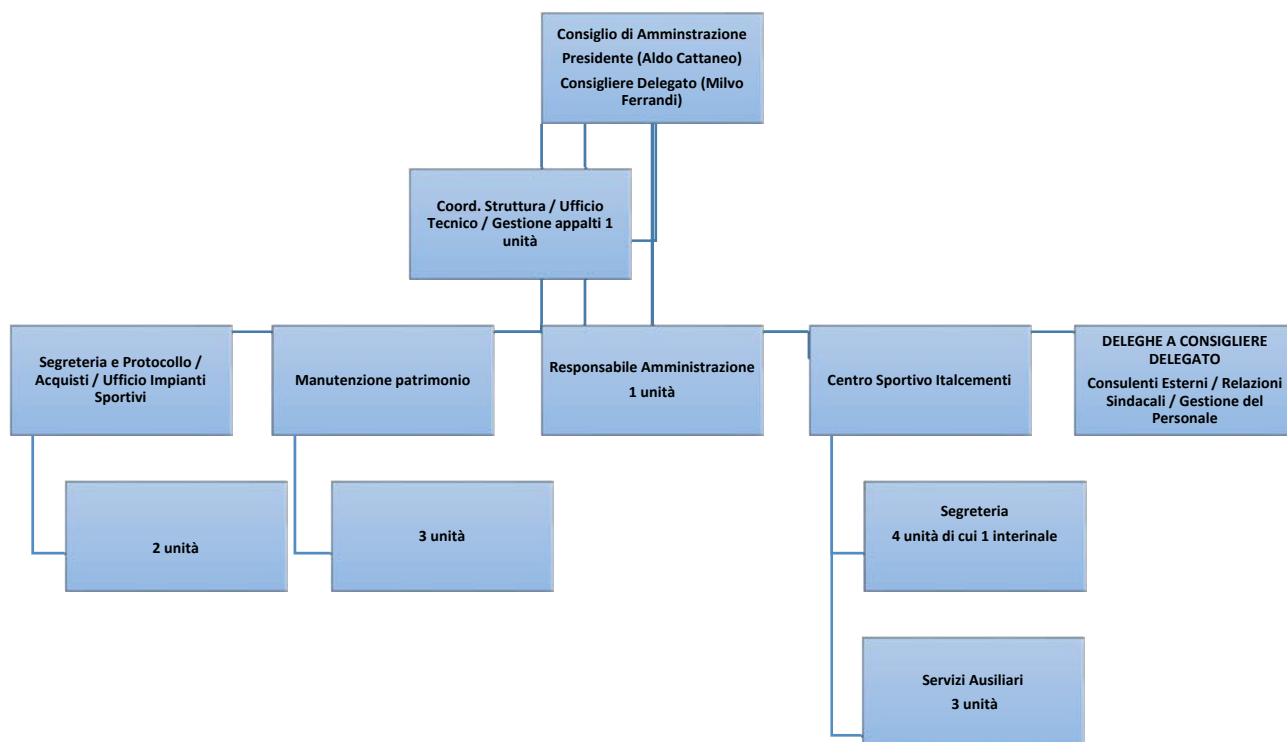 Consiglio di Amminstrazione
Presidente (Aldo Cattaneo)
Consigliere Delegato (Milvo
Ferrandi)
Coord. Struttura / Ufficio
Tecnico / Gestione appalti 1
unità
Segreteria e Protocollo /
Acquisti / Ufficio Impianti
Sportivi
Manutenzione patrimonio
Responsabile Amministrazione
1 unità
Centro Sportivo Italcementi
DELEGHE A CONSIGLIERE
DELEGATO
Consulenti Esterni / Relazioni
Sindacali / Gestione del
Personale
2 unità
3 unità
Segreteria
4 unità di cui 1 interinale
Servizi Ausiliari
3 unità